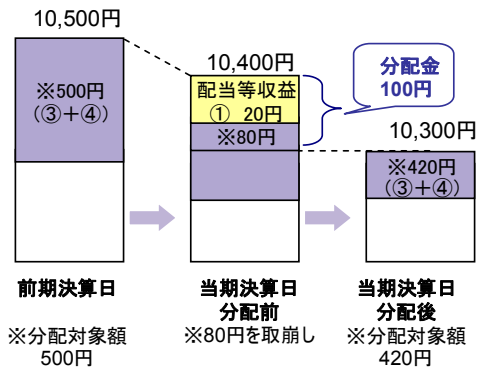 10,500円
※500円
(③+④)
前期決算日
※分配対象額
500円
10,400円
配当等収益
① 20円
※80円
分配金
100円
当期決算日
分配前
※80円を取崩し
10,300円
※420円
(③+④)
当期決算日
分配後
※分配対象額
420円